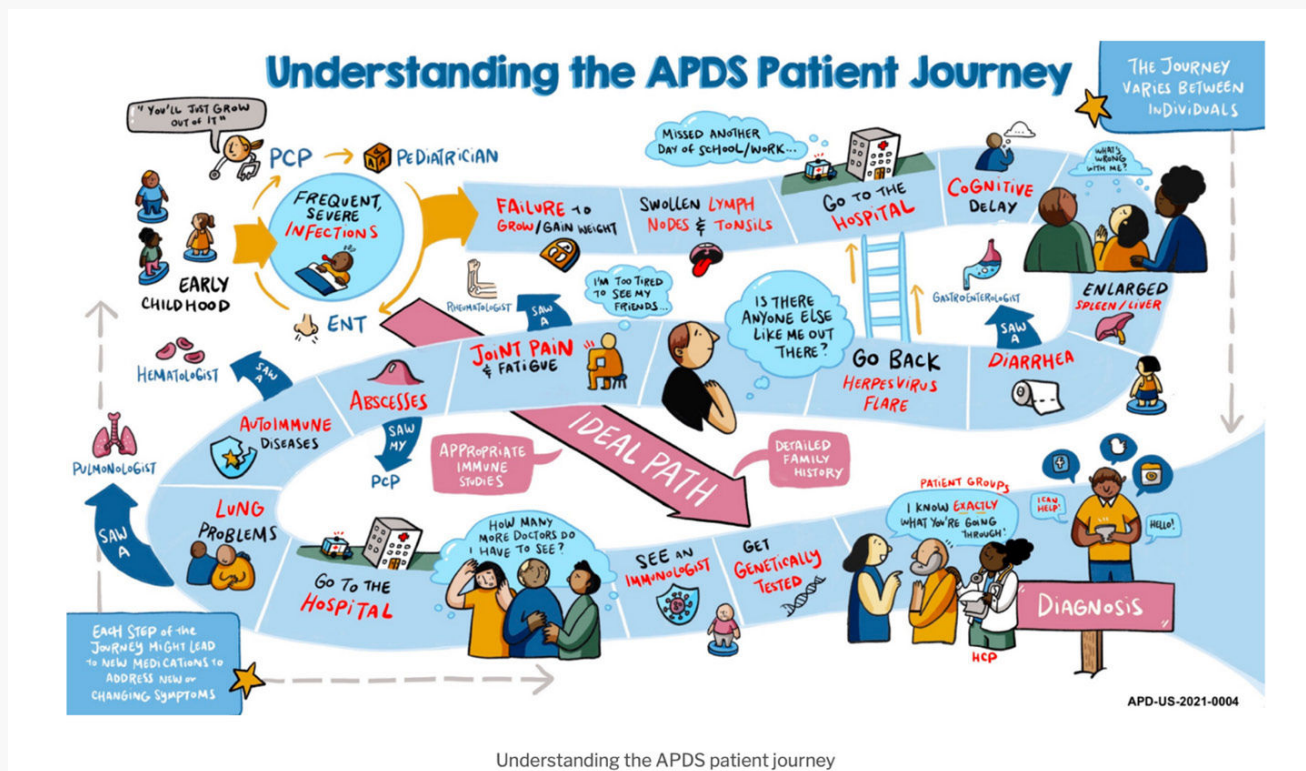 Understanding the APDS Patient Journey
THE JOURNEY
VARIES BETWEEN
INDIVIDUALS
"YOU'LL JUST GROW
OUT OF IT"
PCP
PEDIATRICIAN
FREQUENT,
SEVERE
INFECTIONS
EARLY
CHILDHOOD
ENT
FAILURE TO
GROW/GAIN WEIGHT
SWOLLEN LYMPH
NODES & TONSILS
MISSED ANOTHER
DAY OF SCHOOL/WORK...
GO TO THE
HOSPITAL
COGNITIVE
DELAY
WHAT'S
WRONG
WITH ME?
ENLARGED
SPLEEN/LIVER
GASTROENTEROLOGIST
SAW
A
DIARRHEA
GO BACK
HERPESVIRUS
FLARE
IS THERE
ANYONE ELSE
LIKE ME OUT
THERE?
I'M TOO TIRED
TO SEE MY
FRIENDS...
RHEUMATOLOGIST
SAW
A
JOINT PAIN
& FATIGUE
ABSCESSES
SAW
MY
PCP
HEMATOLOGIST
SAW
A
AUTOIMMUNE
DISEASES
PULMONOLOGIST
SAW
A
LUNG
PROBLEMS
GO TO THE
HOSPITAL
APPROPRIATE
IMMUNE
STUDIES
IDEAL PATH
DETAILED
FAMILY
HISTORY
HOW MANY
MORE DOCTORS DO
I HAVE TO SEE?
SEE AN
IMMUNOLOGIST
GET
GENETICALLY
TESTED
PATIENT GROUPS
I KNOW EXACTLY
WHAT YOU'RE GOING
THROUGH!
HCP
I CAN
HELP!
HELLO!
DIAGNOSIS
EACH STEP OF THE
JOURNEY MIGHT LEAD
TO NEW MEDICATIONS TO
ADDRESS NEW OR
CHANGING SYMPTOMS
APD-US-2021-0004
Understanding the APDS patient journey